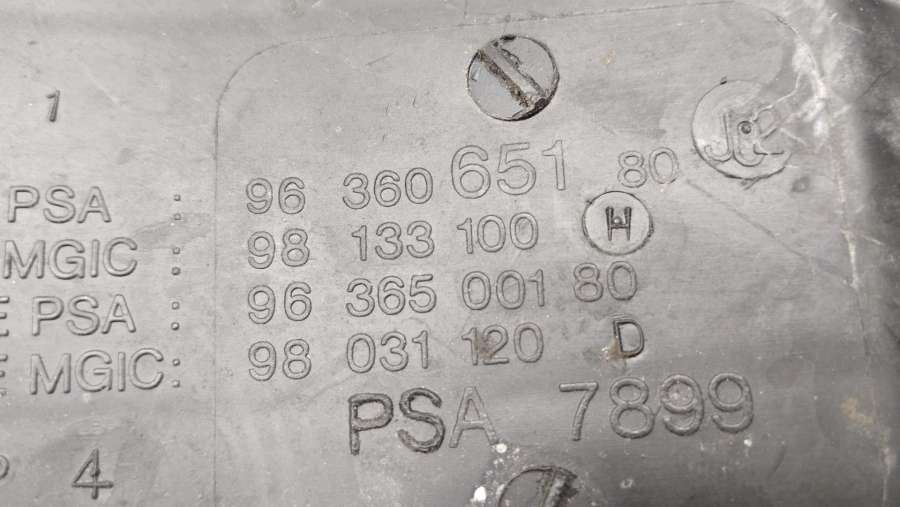 1
PSA : 96 360 651 80
MGIC : 98 133 100 H
E PSA : 96 365 001 80
E MGIC: 98 031 120 D
PSA 7899
P 4